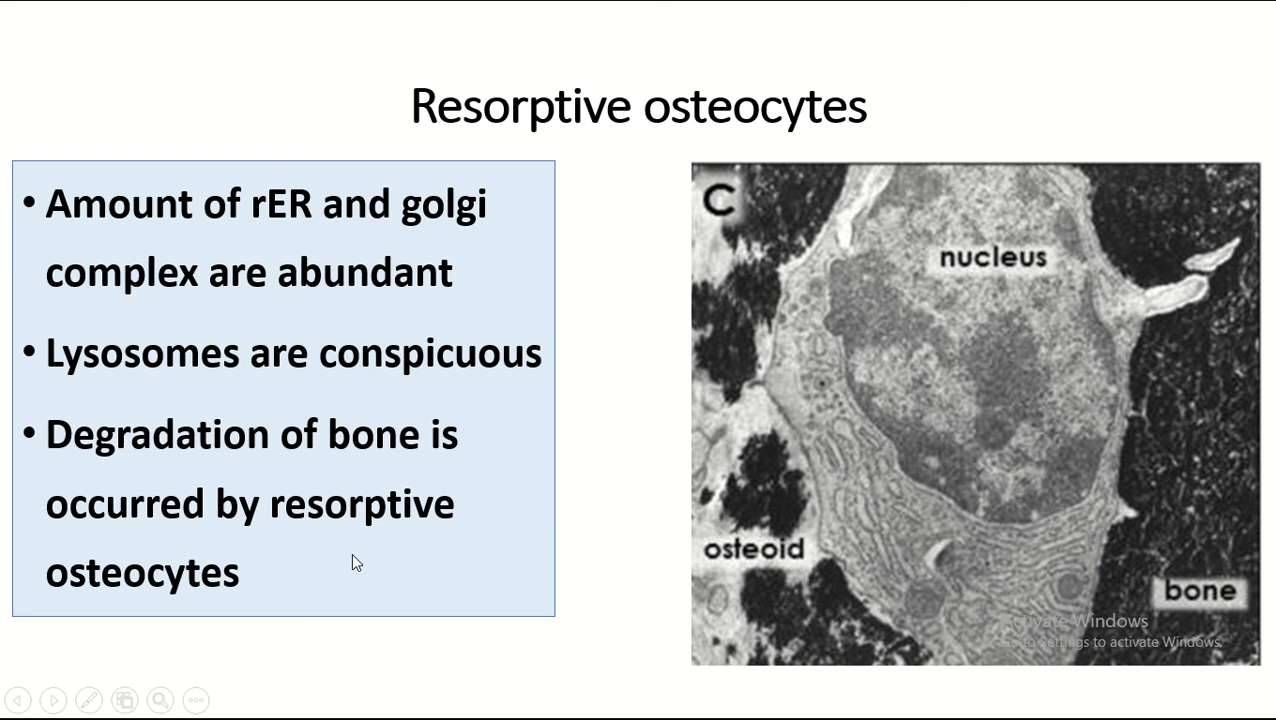 Resorptive osteocytes
• Amount of rER and golgi
complex are abundant
• Lysosomes are conspicuous
• Degradation of bone is
occurred by resorptive
osteocytes
C
nucleus
osteoid
bone
Activate Windows
Go to Settings to activate Windows.